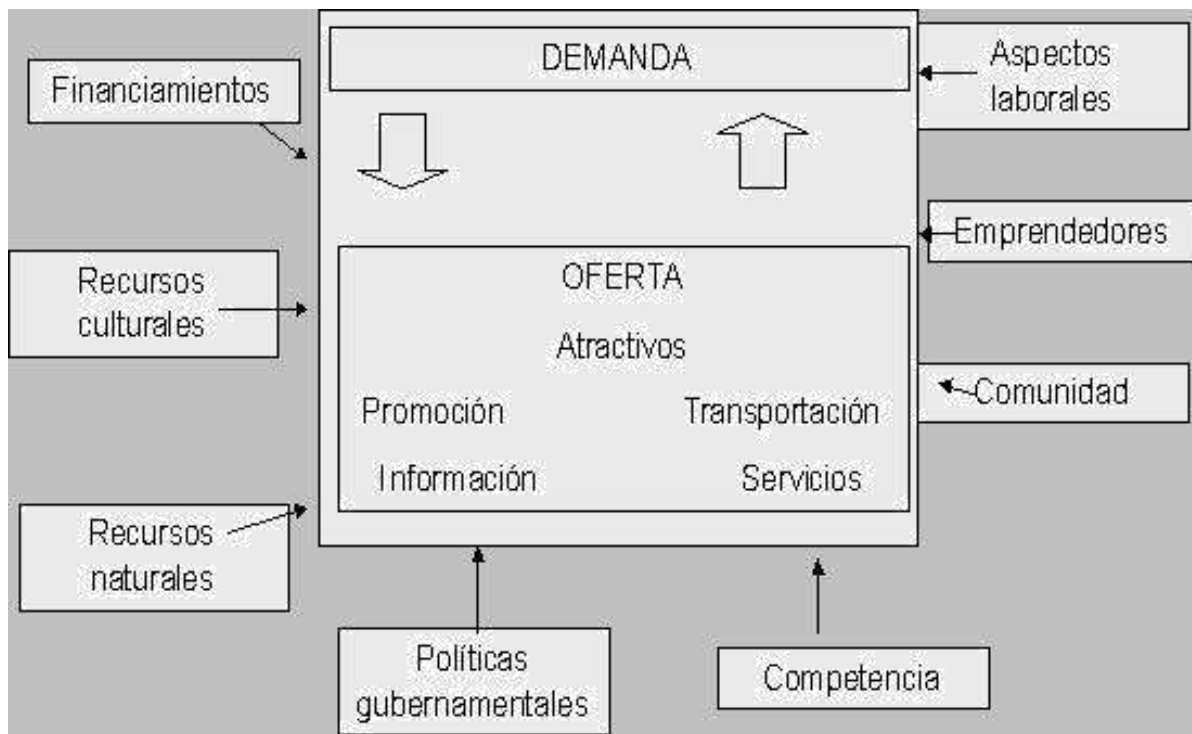 DEMANDA
Aspectos
laborales
Financiamientos
Emprendedores
Recursos
culturales
OFERTA
Atractivos
Promoción
Transportación
Información
Servicios
Comunidad
Recursos
naturales
Políticas
gubernamentales
Competencia